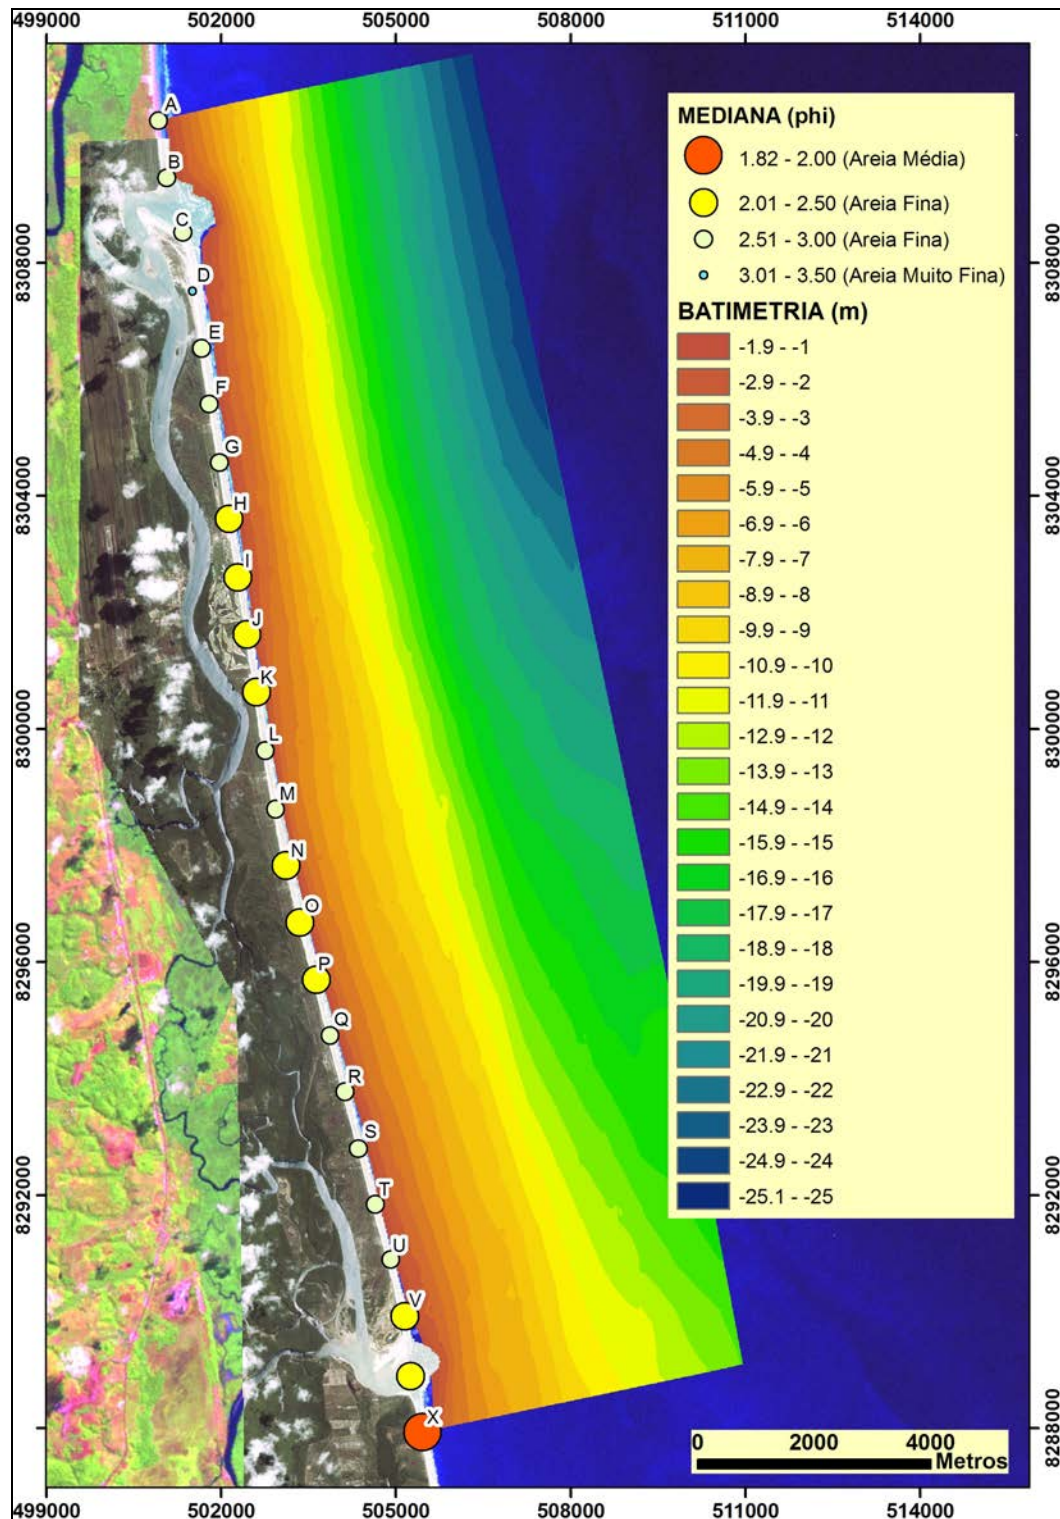 499000 502000 505000 508000 511000 514000
A
B
C
D
E
F
G
H
I
J
K
L
M
N
O
P
Q
R
S
T
U
V
X
8308000
8304000
8300000
8296000
8292000
8288000
MEDIANA (phi)
1.82 - 2.00 (Areia Média)
2.01 - 2.50 (Areia Fina)
2.51 - 3.00 (Areia Fina)
3.01 - 3.50 (Areia Muito Fina)
BATIMETRIA (m)
-1.9 - -1
-2.9 - -2
-3.9 - -3
-4.9 - -4
-5.9 - -5
-6.9 - -6
-7.9 - -7
-8.9 - -8
-9.9 - -9
-10.9 - -10
-11.9 - -11
-12.9 - -12
-13.9 - -13
-14.9 - -14
-15.9 - -15
-16.9 - -16
-17.9 - -17
-18.9 - -18
-19.9 - -19
-20.9 - -20
-21.9 - -21
-22.9 - -22
-23.9 - -23
-24.9 - -24
-25.1 - -25
8308000
8304000
8300000
8296000
8292000
8288000
0 2000 4000
Metros
499000 502000 505000 508000 511000 514000